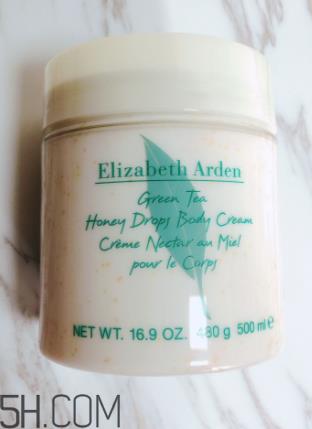 Elizabeth Arden
Green Tea
Honey Drops Body Cream
Crème Nectar au Miel
pour le Corps
NET WT. 16.9 OZ. 480 g 500 ml e
5H.COM